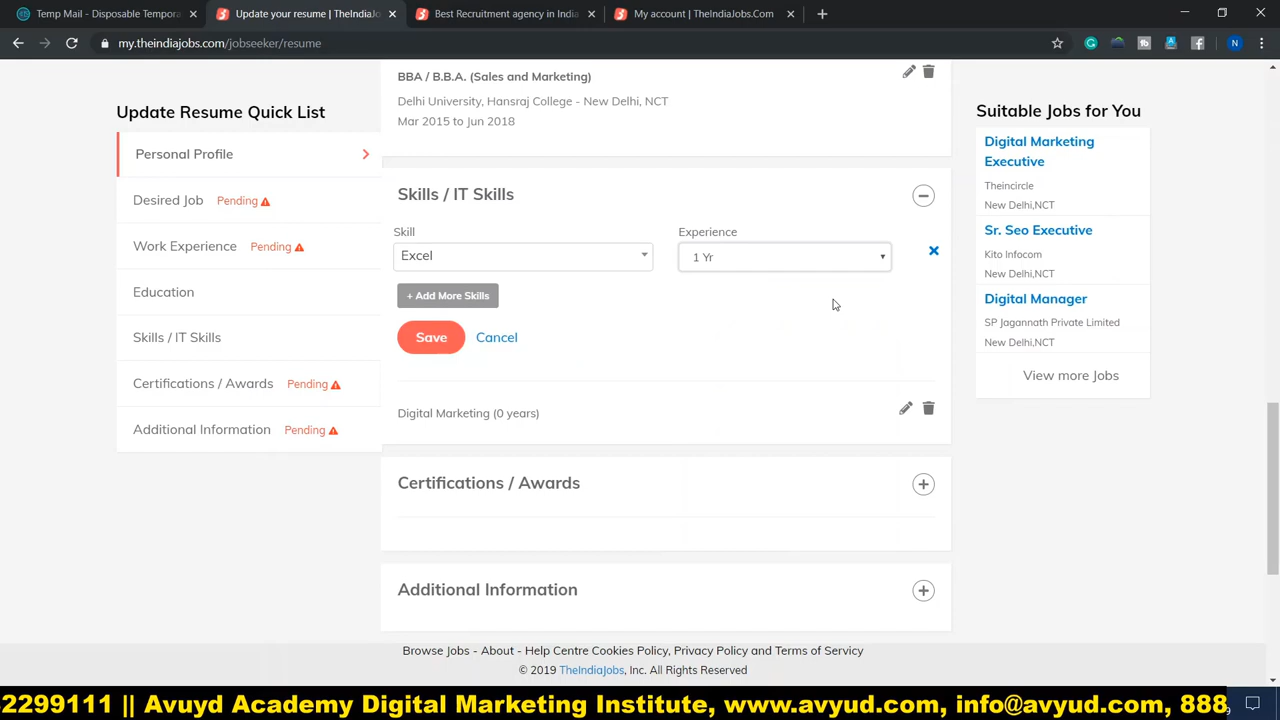 Disposable Tempora
Temp Mail - Disposable Tempora
Update your resume | TheIndiaJo
Best Recruitment agency in India
My account | TheIndiaJobs.Com
my.theindiajobs.com/jobseeker/resume
N
BBA / B.B.A. (Sales and Marketing)
Delhi University, Hansraj College - New Delhi, NCT
Mar 2015 to Jun 2018
Update Resume Quick List
Personal Profile
Desired Job Pending
Work Experience Pending
Education
Skills / IT Skills
Certifications / Awards Pending
Additional Information Pending
Skills / IT Skills
Skill
Experience
Excel
1 Yr
+ Add More Skills
Save
Cancel
Digital Marketing (0 years)
Certifications / Awards
Additional Information
Suitable Jobs for You
Digital Marketing
Executive
Theincircle
New Delhi,NCT
Sr. Seo Executive
Kito Infocom
New Delhi,NCT
Digital Manager
SP Jagannath Private Limited
New Delhi,NCT
View more Jobs
Browse Jobs - About - Help Centre Cookies Policy, Privacy Policy and Terms of Servicy
© 2019 TheIndiaJobs, Inc. All Rights Reserved
2299111 || Avuyd Academy Digital Marketing Institute, www.avyud.com, info@avyud.com, 888